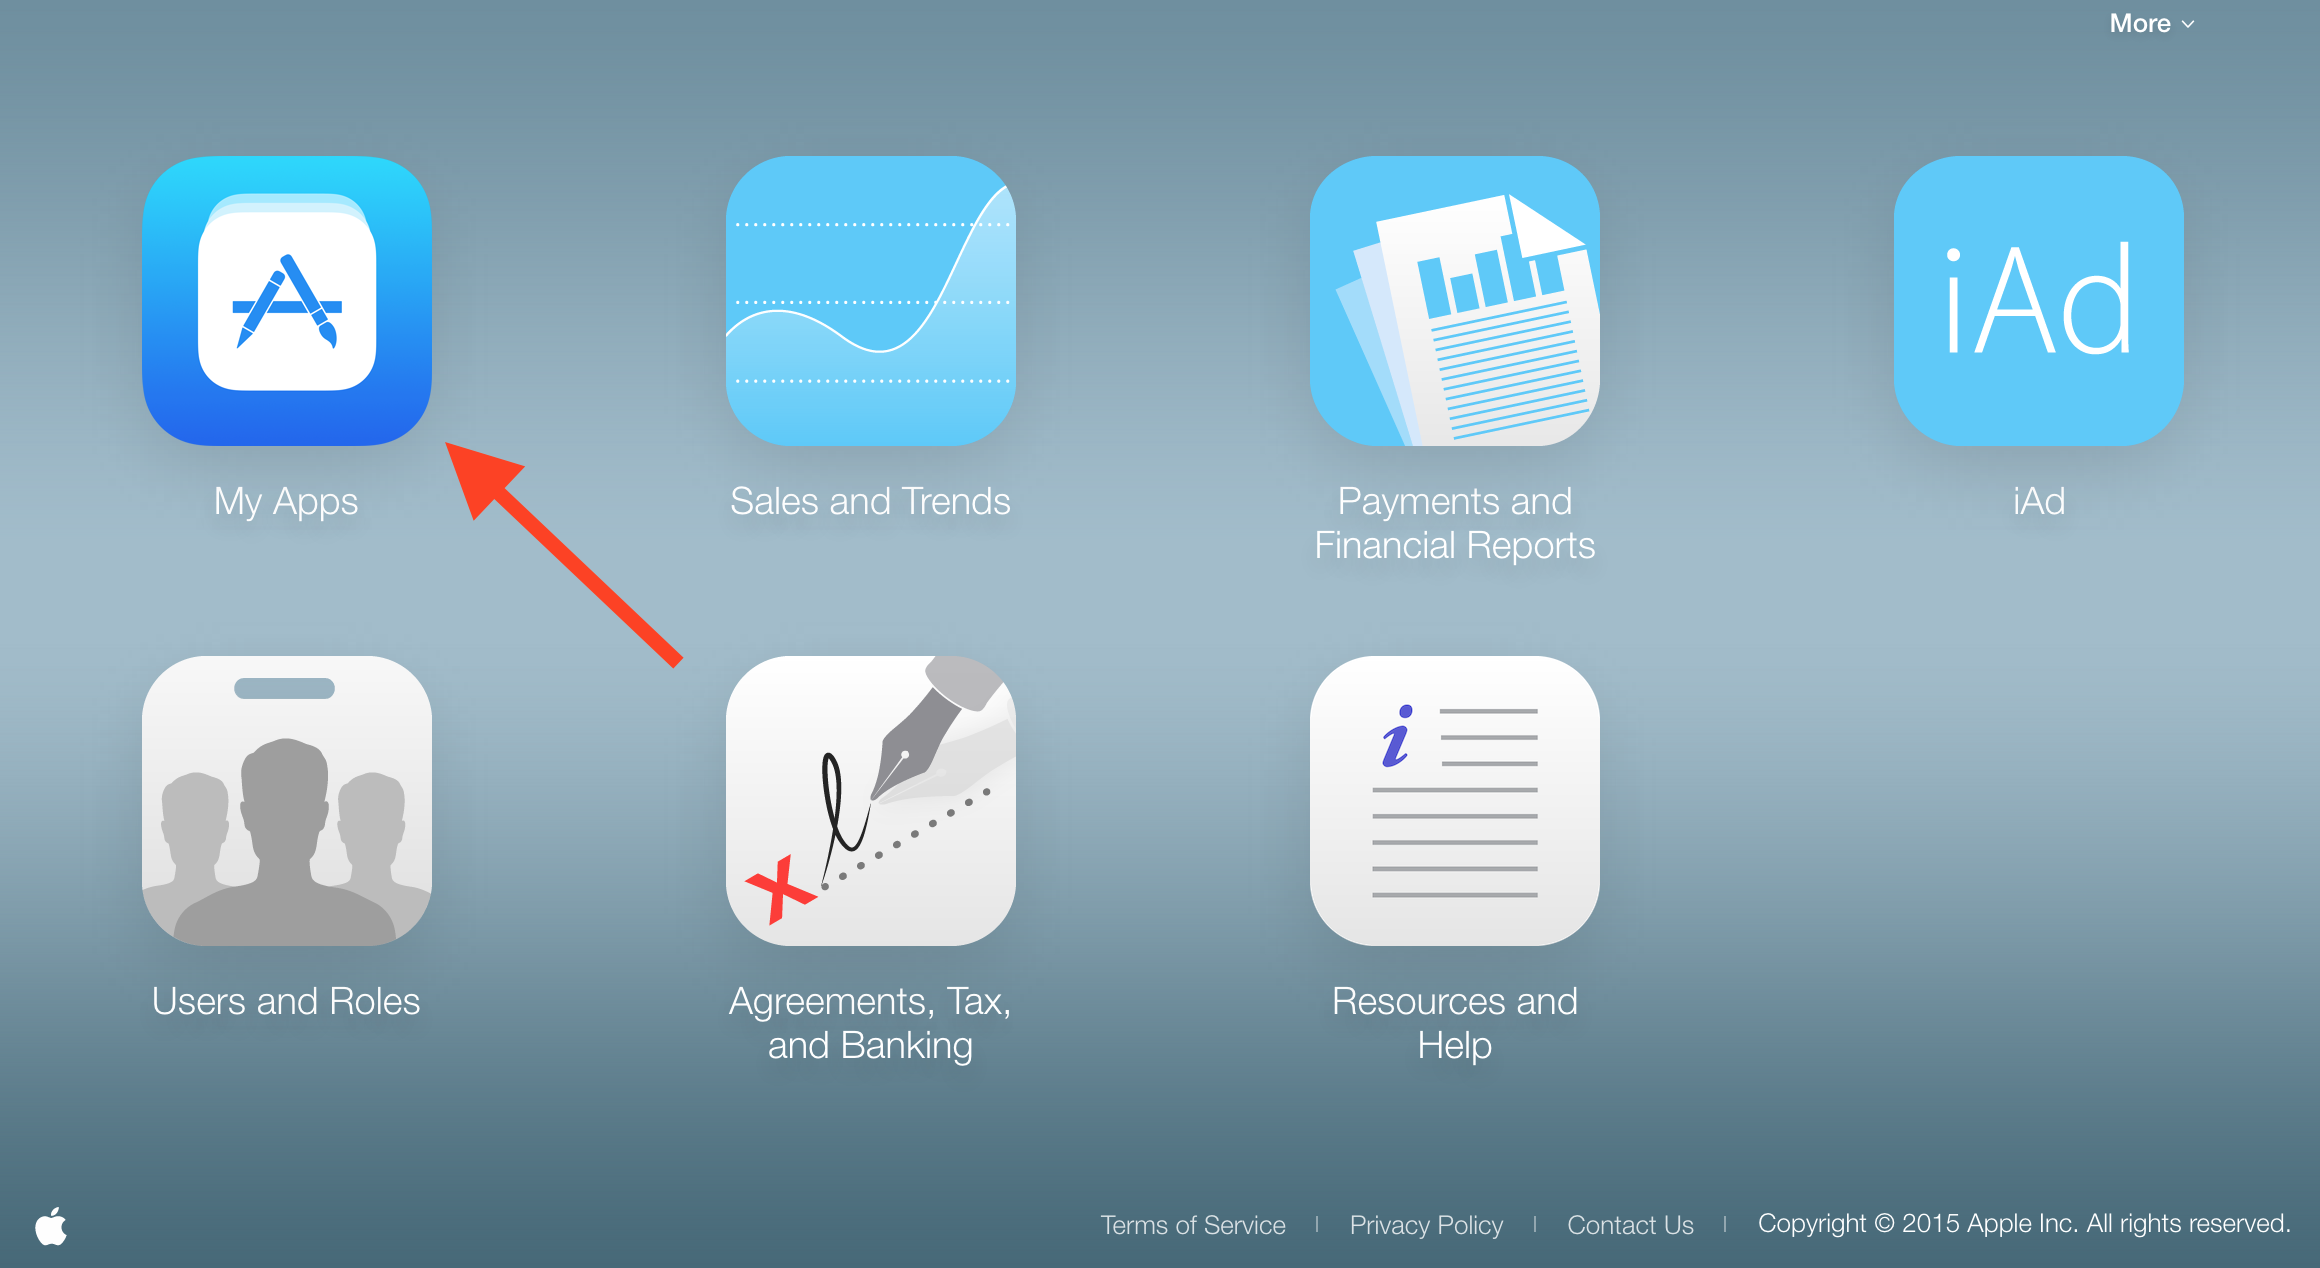 More
iAd
My Apps
Sales and Trends
Payments and
Financial Reports
iAd
i
Users and Roles
Agreements, Tax,
and Banking
Resources and
Help
Terms of Service
Privacy Policy
Contact Us
Copyright © 2015 Apple Inc. All rights reserved.